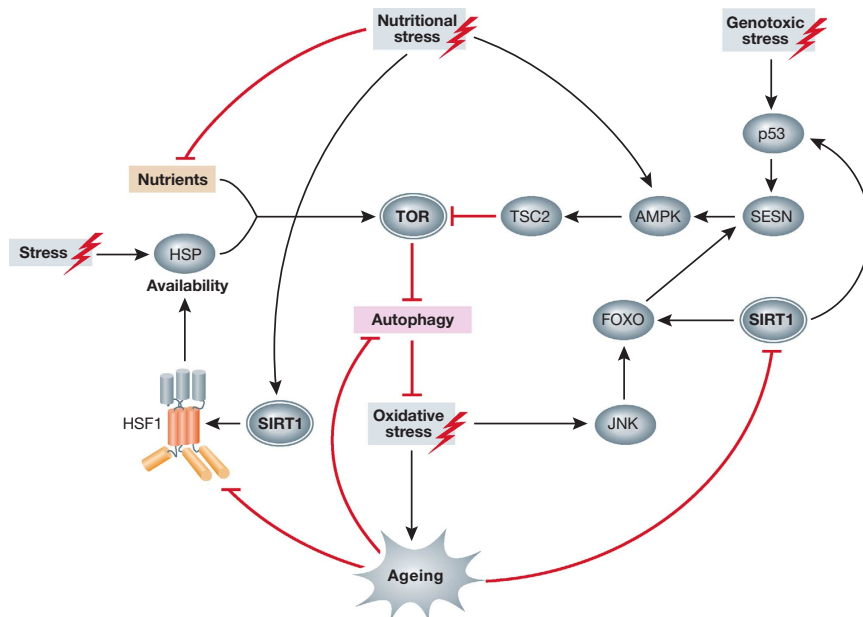 Nutritional
stress
Genotoxic
stress
p53
Nutrients
TOR
TSC2
AMPK
SESN
Stress
HSP
Availability
Autophagy
FOXO
SIRT1
HSF1
SIRT1
Oxidative
stress
JNK
Ageing